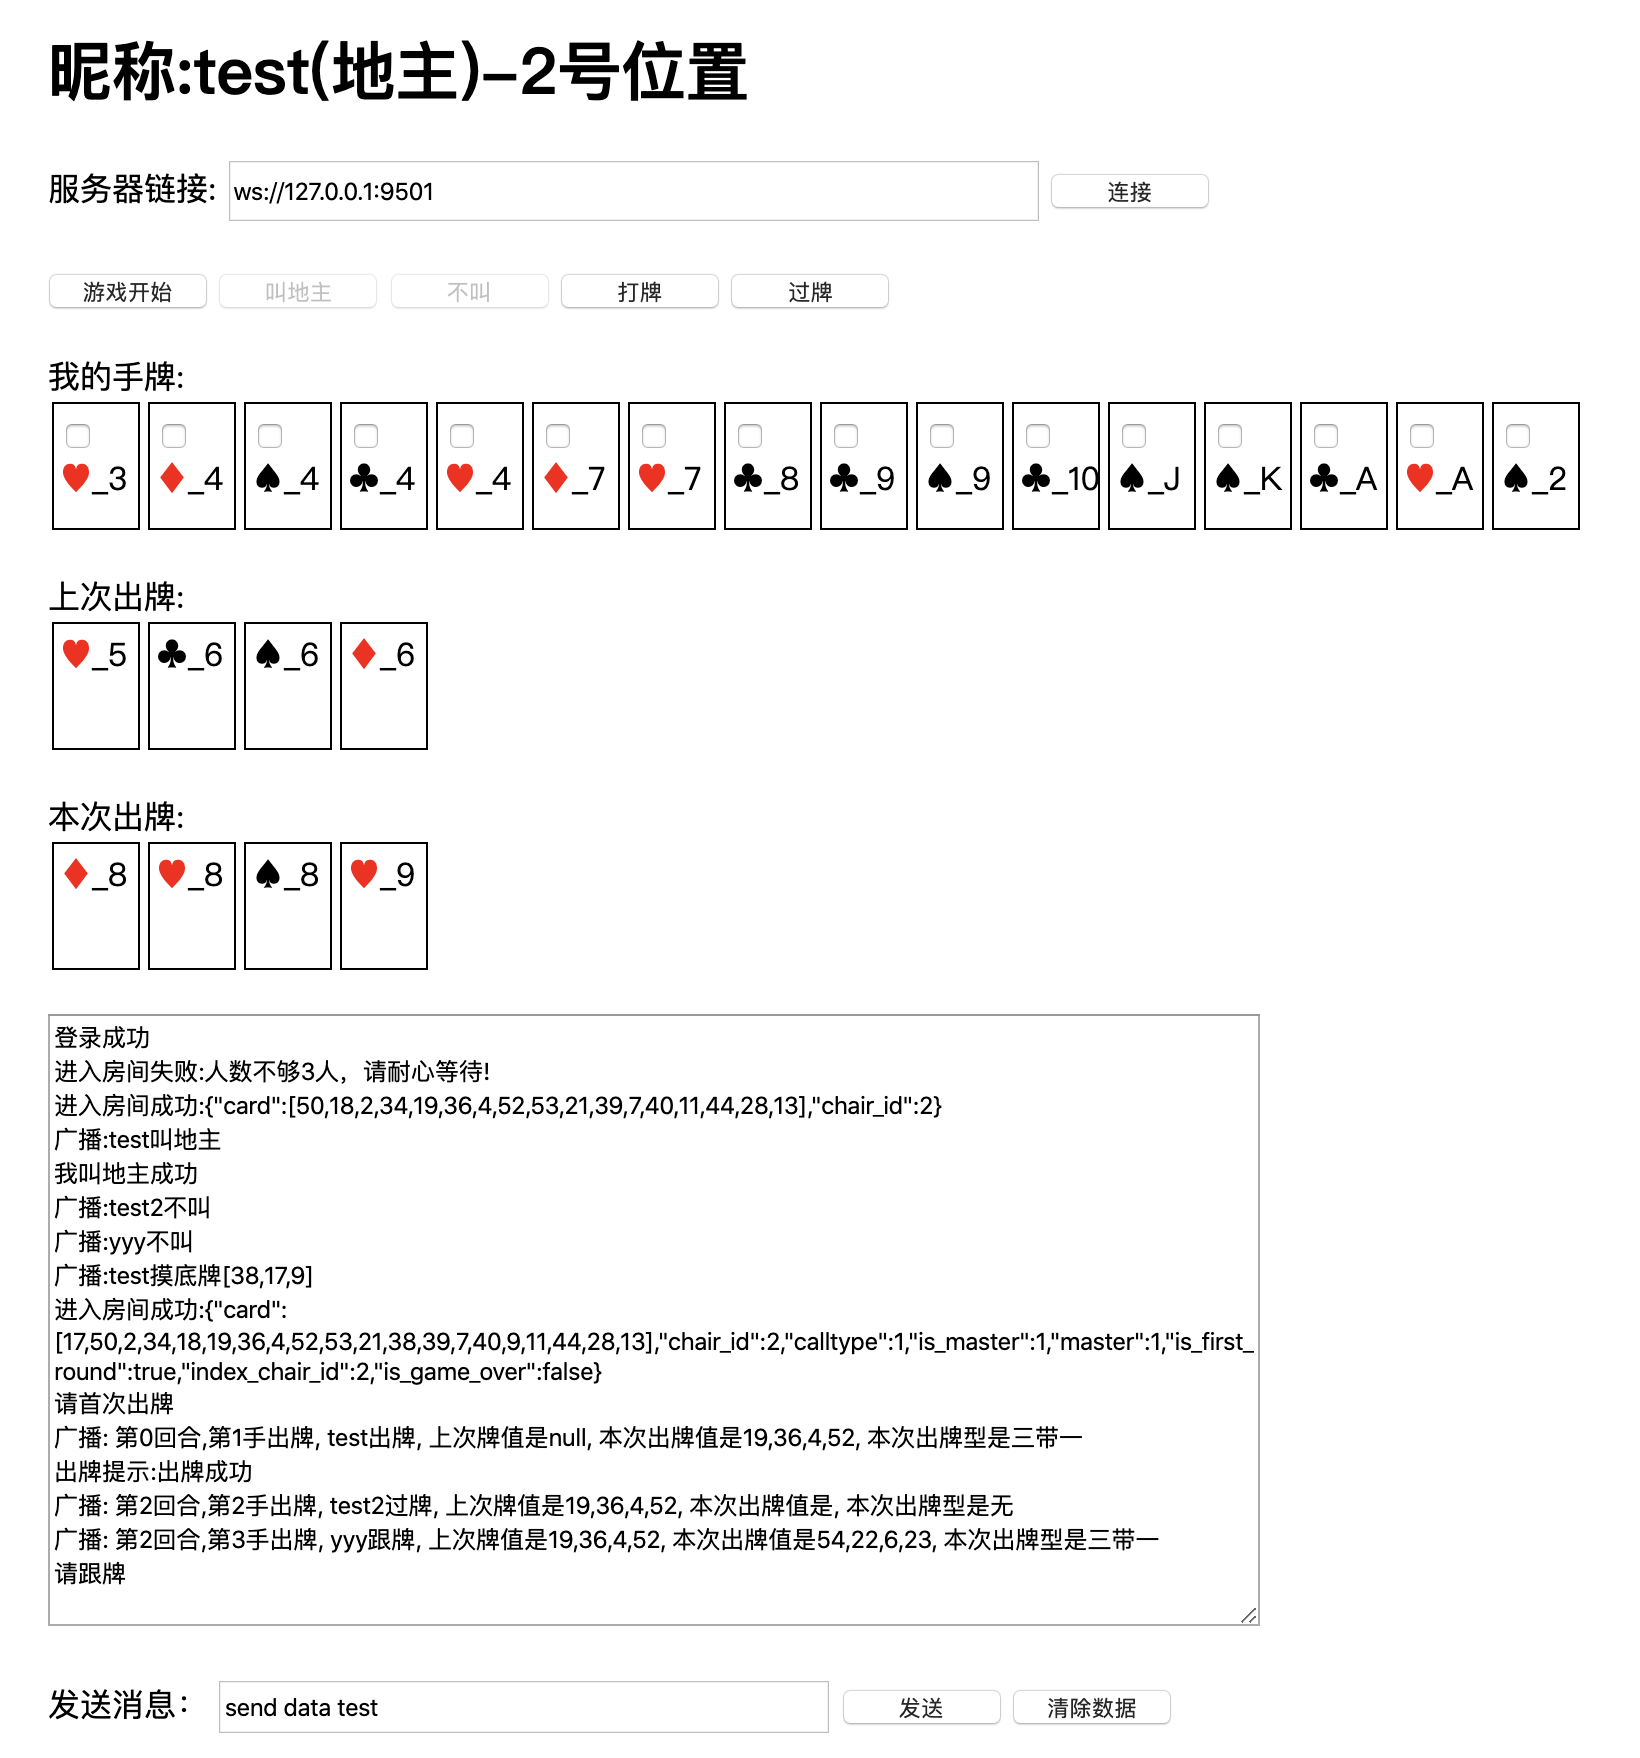 昵称:test(地主)-2号位置
服务器链接: ws://127.0.0.1:9501 连接
游戏开始 叫地主 不叫 打牌 过牌
我的手牌:
♥_3 ♦_4 ♠_4 ♣_4 ♥_4 ♦_7 ♥_7 ♣_8 ♣_9 ♠_9 ♣_10 ♠_J ♠_K ♣_A ♥_A ♠_2
上次出牌:
♥_5 ♣_6 ♠_6 ♦_6
本次出牌:
♦_8 ♥_8 ♠_8 ♥_9
登录成功
进入房间失败:人数不够3人，请耐心等待!
进入房间成功:{"card":[50,18,2,34,19,36,4,52,53,21,39,7,40,11,44,28,13],"chair_id":2}
广播:test叫地主
我叫地主成功
广播:test2不叫
广播:yyy不叫
广播:test摸底牌[38,17,9]
进入房间成功:{"card":
[17,50,2,34,18,19,36,4,52,53,21,38,39,7,40,9,11,44,28,13],"chair_id":2,"calltype":1,"is_master":1,"master":1,"is_first_
round":true,"index_chair_id":2,"is_game_over":false}
请首次出牌
广播: 第0回合,第1手出牌, test出牌, 上次牌值是null, 本次出牌值是19,36,4,52, 本次出牌型是三带一
出牌提示:出牌成功
广播: 第2回合,第2手出牌, test2过牌, 上次牌值是19,36,4,52, 本次出牌值是, 本次出牌型是无
广播: 第2回合,第3手出牌, yyy跟牌, 上次牌值是19,36,4,52, 本次出牌值是54,22,6,23, 本次出牌型是三带一
请跟牌
发送消息： send data test 发送 清除数据